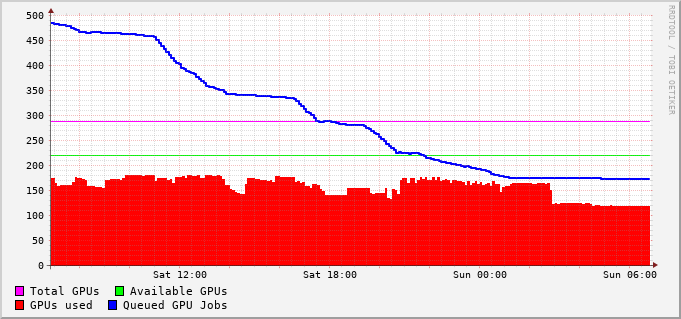 500
450
400
350
300
250
200
150
100
50
0
Sat 12:00 Sat 18:00 Sun 00:00 Sun 06:00
Total GPUs Available GPUs
GPUs used Queued GPU Jobs
RRDTOOL / TOBI OETIKER